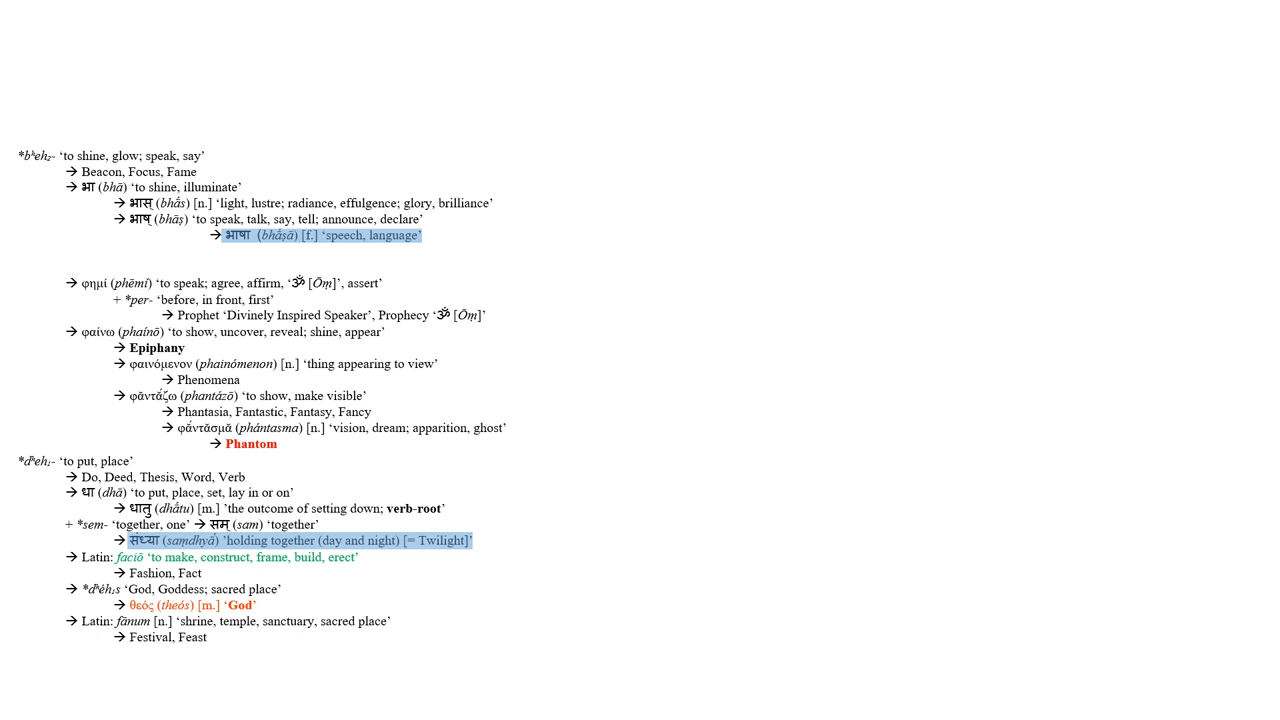 *bʰeh₂- ‘to shine, glow; speak, say’
→ Beacon, Focus, Fame
→ भा (bhā) ‘to shine, illuminate’
→ भास् (bhā́s) [n.] ‘light, lustre; radiance, effulgence; glory, brilliance’
→ भाष् (bhāṣ) ‘to speak, talk, say, tell; announce, declare’
→ भाषा (bhā́ṣā) [f.] ‘speech, language’
→ φημί (phēmí) ‘to speak; agree, affirm, ‘ॐ [Ōṃ]’, assert’
+ *per- ‘before, in front, first’
→ Prophet ‘Divinely Inspired Speaker’, Prophecy ‘ॐ [Ōṃ]’
→ φαίνω (phaínō) ‘to show, uncover, reveal; shine, appear’
→ Epiphany
→ φαινόμενον (phainómenon) [n.] ‘thing appearing to view’
→ Phenomena
→ φᾰντᾰ́ζω (phantázō) ‘to show, make visible’
→ Phantasia, Fantastic, Fantasy, Fancy
→ φᾰ́ντᾰσμᾰ (phántasma) [n.] ‘vision, dream; apparition, ghost’
→ Phantom
*dʰeh₁- ‘to put, place’
→ Do, Deed, Thesis, Word, Verb
→ धा (dhā) ‘to put, place, set, lay in or on’
→ धातु (dhā́tu) [m.] ’the outcome of setting down; verb-root’
+ *sem- ‘together, one’ → सम् (sam) ‘together’
→ संध्या (saṃdhyā́) ’holding together (day and night) [= Twilight]’
→ Latin: faciō ‘to make, construct, frame, build, erect’
→ Fashion, Fact
→ *dʰéh₁s ‘God, Goddess; sacred place’
→ θεός (theós) [m.] ‘God’
→ Latin: fānum [n.] ‘shrine, temple, sanctuary, sacred place’
→ Festival, Feast